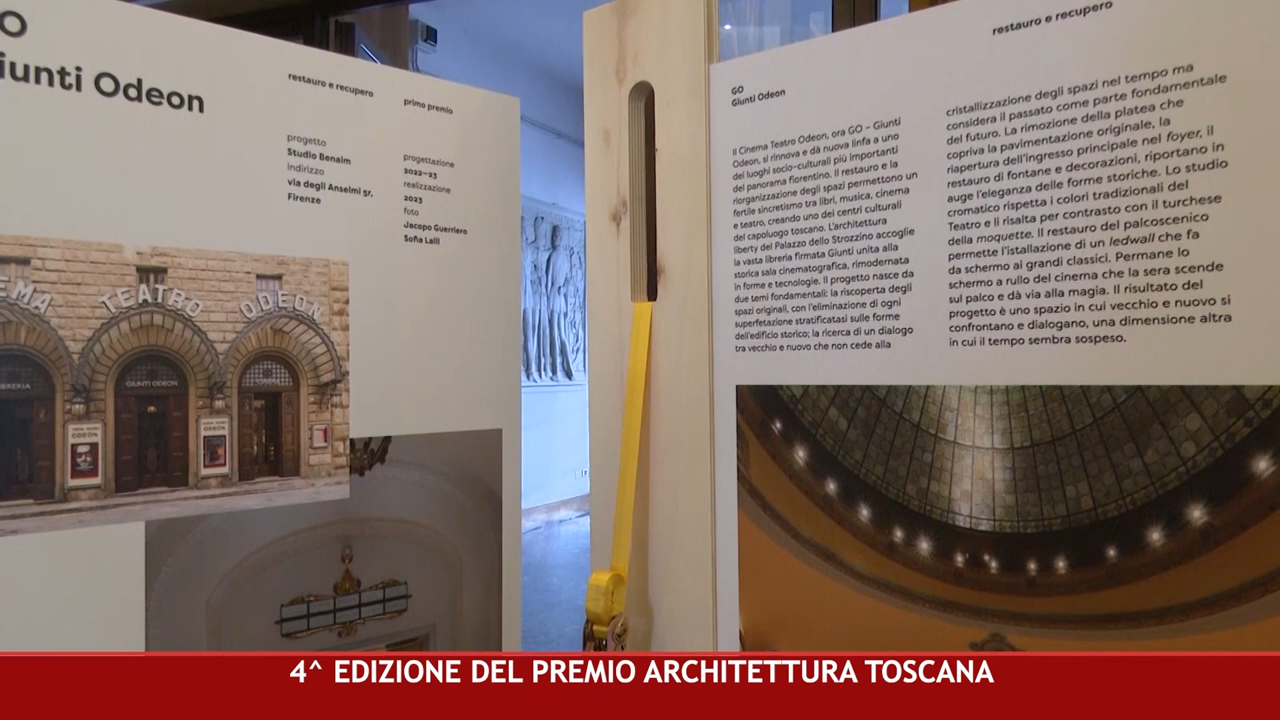 O
iunti Odeon
restauro e recupero
primo premio
progetto
Studio Benaim
indirizzo
via degli Anselmi 5r,
Firenze
progettazione
2022–23
realizzazione
2023
foto
Jacopo Guerriero
Sofia Lalli
EMA
TEATRO
ODEON
BRERIA
GIUNTI ODEON
ODEON
ODEON
restauro e recupero
GO
Giunti Odeon
Il Cinema Teatro Odeon, ora GO – Giunti
Odeon, si rinnova e dà nuova linfa a uno
dei luoghi socio-culturali più importanti
del panorama fiorentino. Il restauro e la
riorganizzazione degli spazi permettono un
fertile sincretismo tra libri, musica, cinema
e teatro, creando uno dei centri culturali
del capoluogo toscano. L'architettura
liberty del Palazzo dello Strozzino accoglie
la vasta libreria firmata Giunti unita alla
storica sala cinematografica, rimodernata
in forme e tecnologie. Il progetto nasce da
due temi fondamentali: la riscoperta degli
spazi originali, con l'eliminazione di ogni
superfetazione stratificatasi sulle forme
dell'edificio storico; la ricerca di un dialogo
tra vecchio e nuovo che non cede alla
cristallizzazione degli spazi nel tempo ma
considera il passato come parte fondamentale
del futuro. La rimozione della platea che
copriva la pavimentazione originale, la
riapertura dell'ingresso principale nel foyer, il
restauro di fontane e decorazioni, riportano in
auge l'eleganza delle forme storiche. Lo studio
cromatico rispetta i colori tradizionali del
Teatro e li risalta per contrasto con il turchese
della moquette. Il restauro del palcoscenico
permette l'istallazione di un ledwall che fa
da schermo ai grandi classici. Permane lo
schermo a rullo del cinema che la sera scende
sul palco e dà via alla magia. Il risultato del
progetto è uno spazio in cui vecchio e nuovo si
confrontano e dialogano, una dimensione altra
in cui il tempo sembra sospeso.
4^ EDIZIONE DEL PREMIO ARCHITETTURA TOSCANA